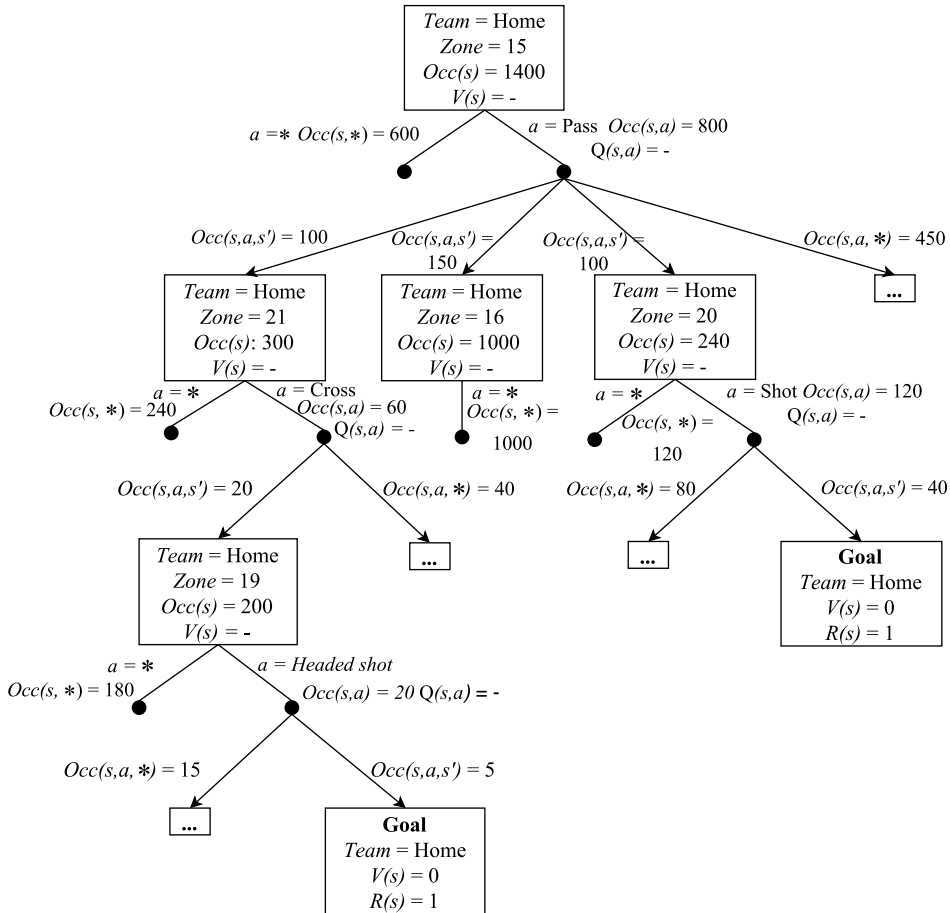 Team = Home
Zone = 15
Occ(s) = 1400
V(s) = -
a =* Occ(s,*) = 600
a = Pass Occ(s,a) = 800
Q(s,a) = -
Occ(s,a,s') = 100
Occ(s,a,s') =
150
Occ(s,a,s') =
100
Occ(s,a,*) = 450
Team = Home
Zone = 21
Occ(s): 300
V(s) = -
Team = Home
Zone = 16
Occ(s) = 1000
V(s) = -
Team = Home
Zone = 20
Occ(s) = 240
V(s) = -
...
a = *
Occ(s, *) = 240
a = Cross
Occ(s,a) = 60
Q(s,a) = -
a = *
Occ(s, *) =
1000
a = *
Occ(s, *) =
120
a = Shot Occ(s,a) = 120
Q(s,a) = -
Occ(s,a,s') = 20
Occ(s,a,*) = 40
Occ(s,a,*) = 80
Occ(s,a,s') = 40
Team = Home
Zone = 19
Occ(s) = 200
V(s) = -
...
...
Goal
Team = Home
V(s) = 0
R(s) = 1
a = *
Occ(s, *) = 180
a = Headed shot
Occ(s,a) = 20 Q(s,a) = -
Occ(s,a,*) = 15
Occ(s,a,s') = 5
...
Goal
Team = Home
V(s) = 0
R(s) = 1